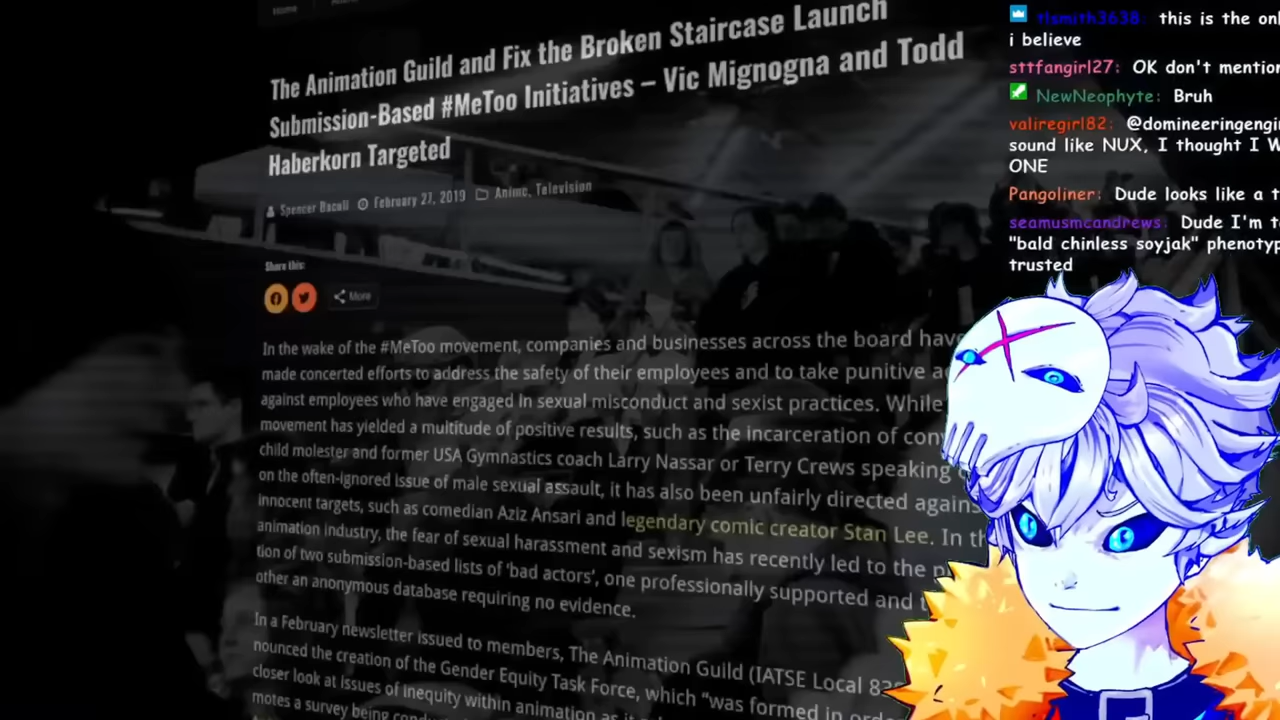 Home
The Animation Guild and Fix the Broken Staircase Launch
Submission-Based #MeToo Initiatives – Vic Mignogna and Todd
Haberkorn Targeted
Spencer Baculi February 27, 2019 Anime, Television
Share this:
More
In the wake of the #MeToo movement, companies and businesses across the board have
made concerted efforts to address the safety of their employees and to take punitive
against employees who have engaged in sexual misconduct and sexist practices. While
movement has yielded a multitude of positive results, such as the incarceration of
child molester and former USA Gymnastics coach Larry Nassar or Terry Crews speaking
on the often-ignored issue of male sexual assault, it has also been unfairly directed agains
innocent targets, such as comedian Aziz Ansari and legendary comic creator Stan Lee. In th
animation industry, the fear of sexual harassment and sexism has recently led to the
tion of two submission-based lists of 'bad actors', one professionally supported and
other an anonymous database requiring no evidence.
In a February newsletter issued to members, The Animation Guild (IATSE Local 83
nounced the creation of the Gender Equity Task Force, which “was formed in
closer look at issues of inequity within animation as it
motes a survey being
tlsmith3638: this is the onl
i believe
sttfangirl27: OK don't mention
NewNeophyte: Bruh
valiregirl82: @domineeringengi
sound like NUX, I thought I W
ONE
Pangoliner: Dude looks like a t
seamusmcandrews: Dude I'm t
"bald chinless soyjak" phenotyp
trusted